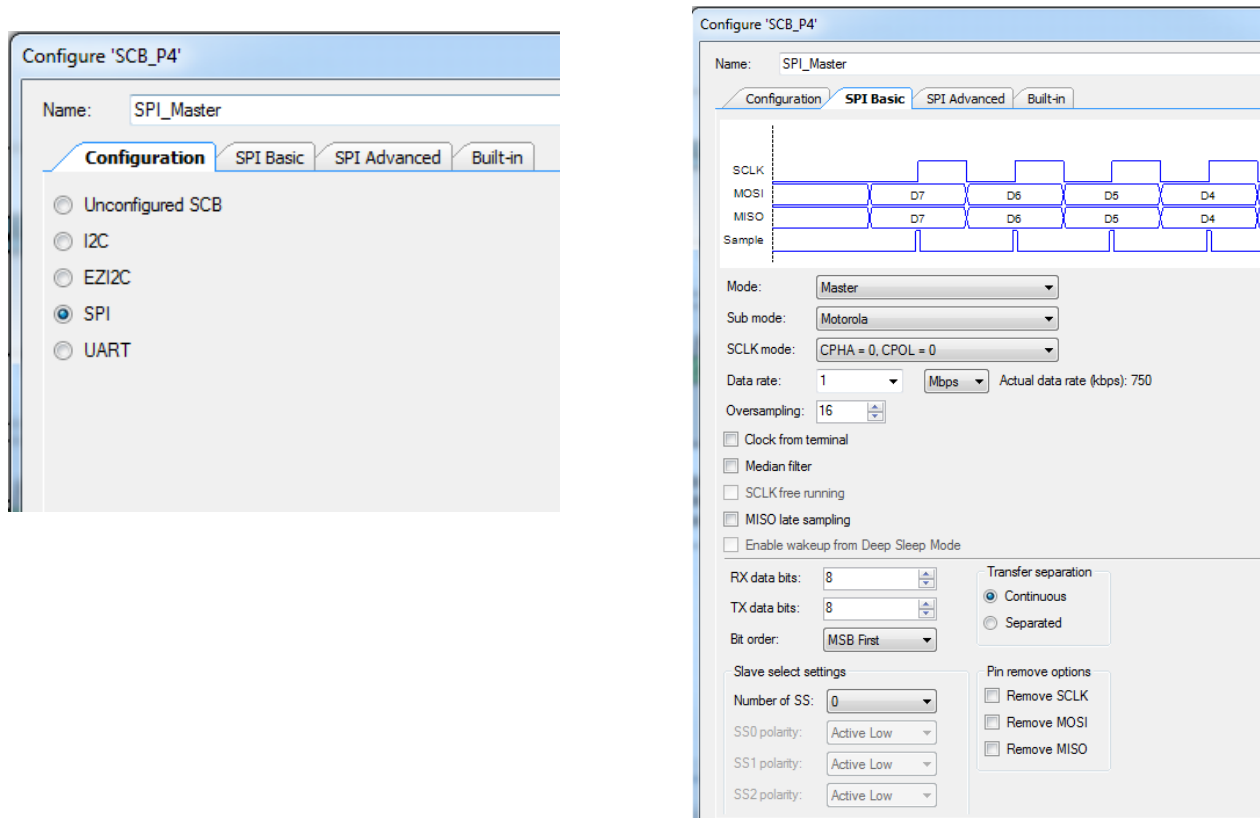 Configure 'SCB_P4'
Name: SPI_Master
Configuration SPI Basic SPI Advanced Built-in
Unconfigured SCB
I2C
EZI2C
SPI
UART
Configure 'SCB_P4'
Name: SPI_Master
Configuration SPI Basic SPI Advanced Built-in
SCLK
MOSI D7 D6 D5 D4
MISO D7 D6 D5 D4
Sample
Mode: Master
Sub mode: Motorola
SCLK mode: CPHA = 0, CPOL = 0
Data rate: 1 Mbps Actual data rate (kbps): 750
Oversampling: 16
Clock from terminal
Median filter
SCLK free running
MISO late sampling
Enable wakeup from Deep Sleep Mode
RX data bits: 8
TX data bits: 8
Bit order: MSB First
Transfer separation
Continuous
Separated
Slave select settings
Number of SS: 0
SS0 polarity: Active Low
SS1 polarity: Active Low
SS2 polarity: Active Low
Pin remove options
Remove SCLK
Remove MOSI
Remove MISO